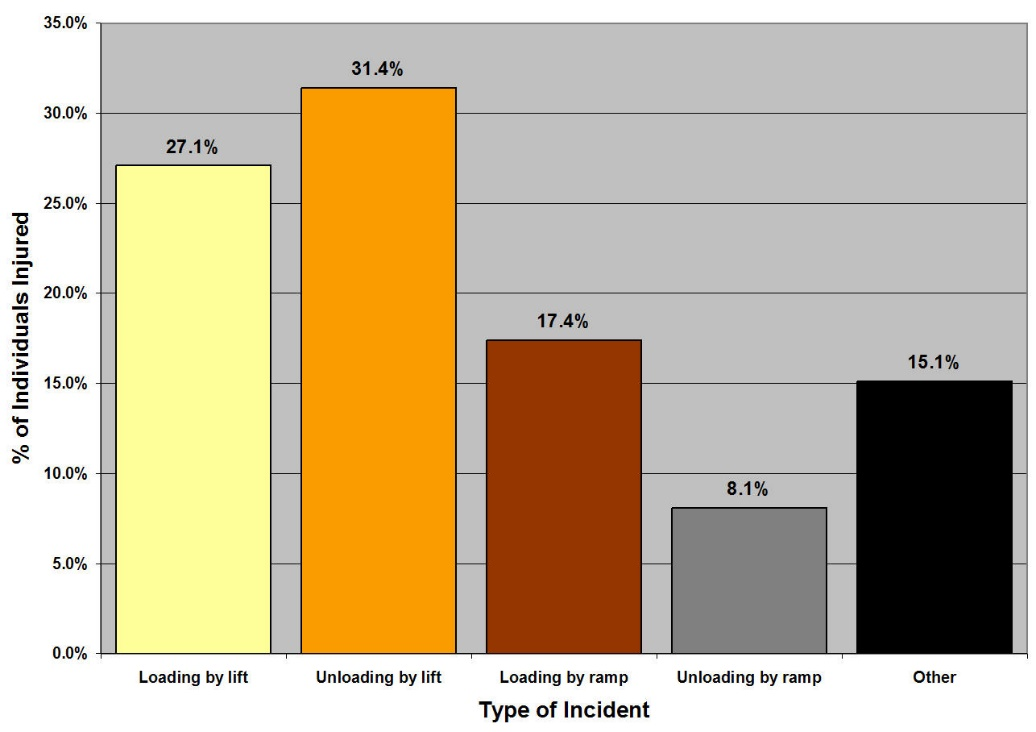 35.0%
30.0%
25.0%
20.0%
15.0%
10.0%
5.0%
0.0%
% of Individuals Injured
27.1%
31.4%
17.4%
8.1%
15.1%
Loading by lift
Unloading by lift
Loading by ramp
Unloading by ramp
Other
Type of Incident